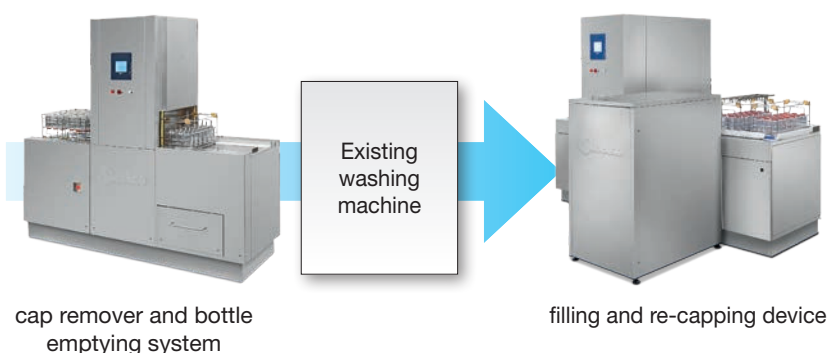 Existing
washing
machine
cap remover and bottle
emptying system
filling and re-capping device